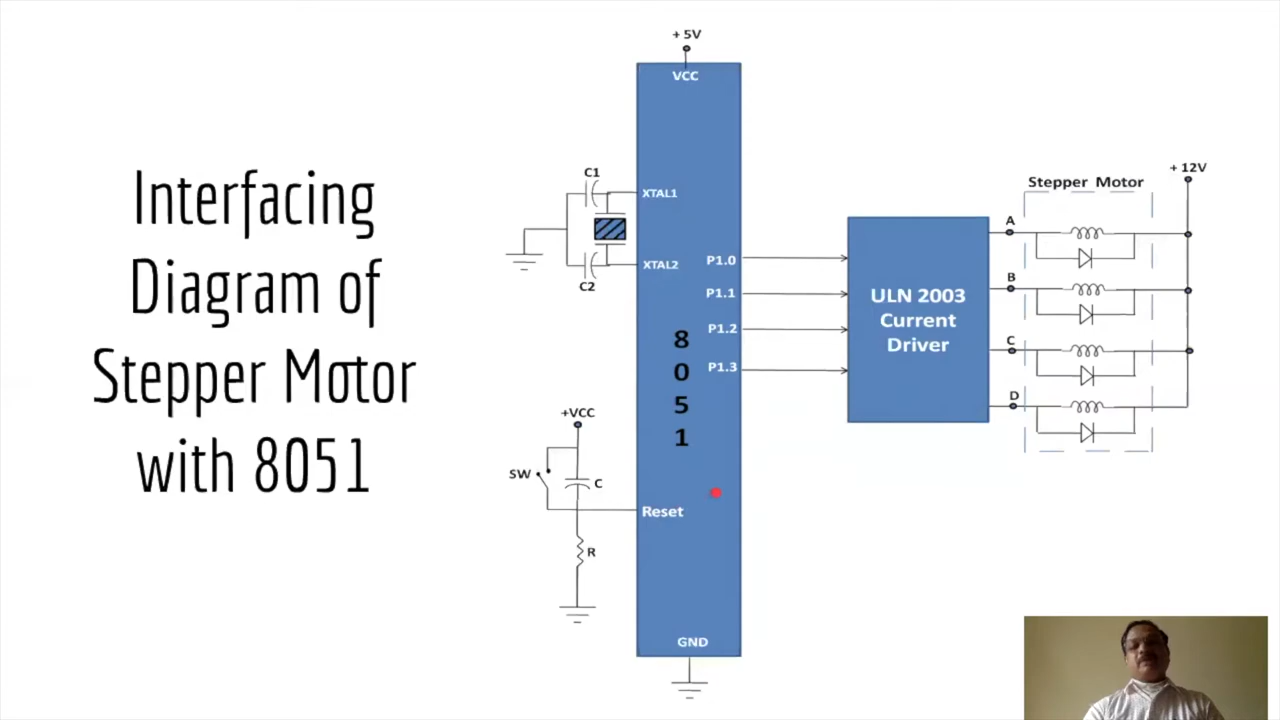 Interfacing
Diagram of
Stepper Motor
with 8051
+ 5V
VCC
C1
XTAL1
XTAL2
C2
P1.0
P1.1
P1.2
P1.3
8
0
5
1
+VCC
SW
C
Reset
R
GND
ULN 2003
Current
Driver
Stepper Motor
+ 12V
A
B
C
D